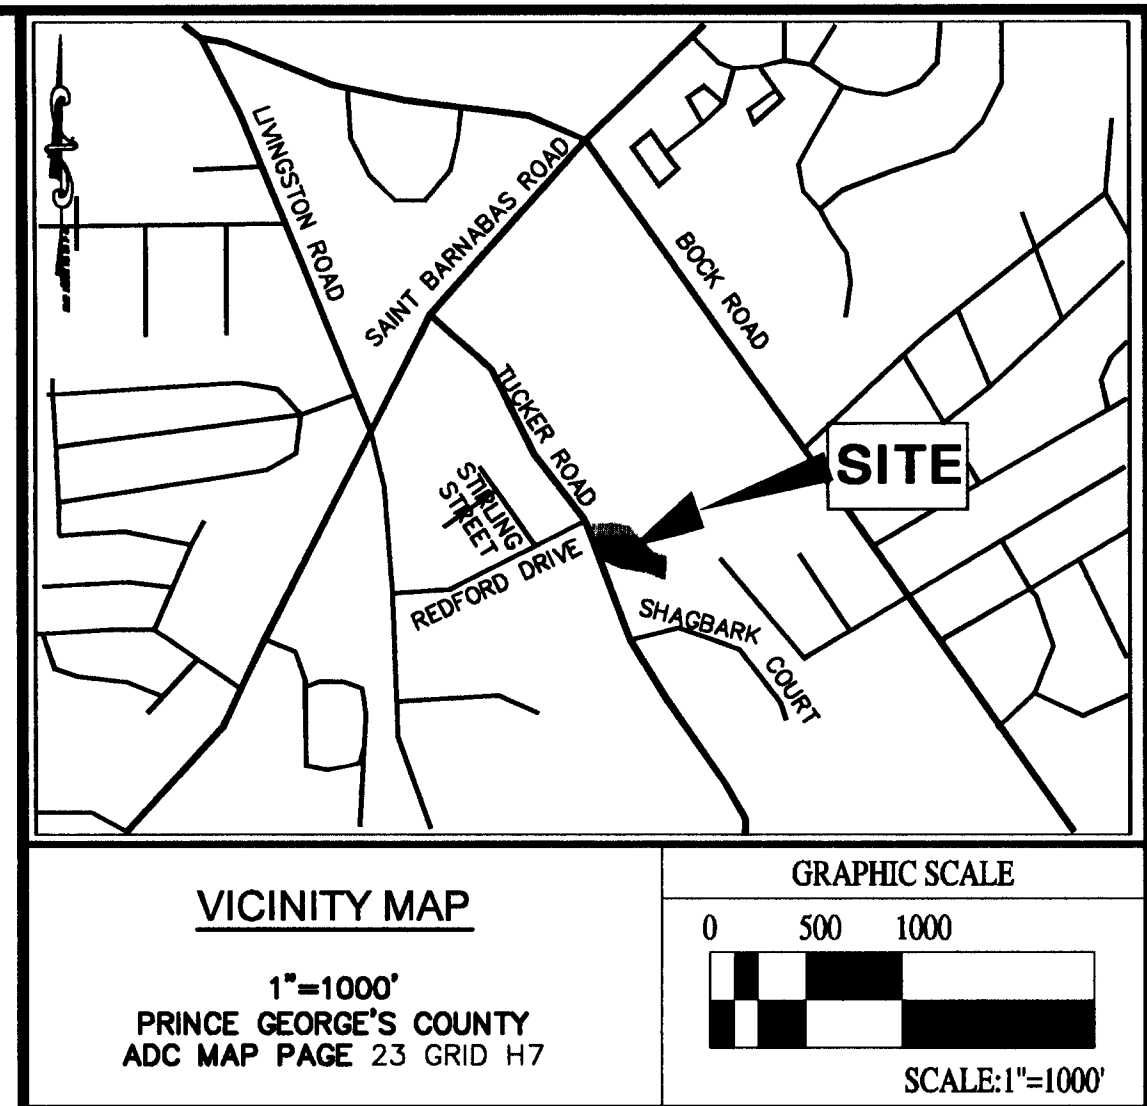 LIVINGSTON ROAD
SAINT BARNABAS ROAD
BOCK ROAD
TUCKER ROAD
SITE
STIRLING
STREET
REDFORD DRIVE
SHAGBARK COURT
VICINITY MAP
1"=1000'
PRINCE GEORGE'S COUNTY
ADC MAP PAGE 23 GRID H7
GRAPHIC SCALE
0 500 1000
SCALE:1"=1000'